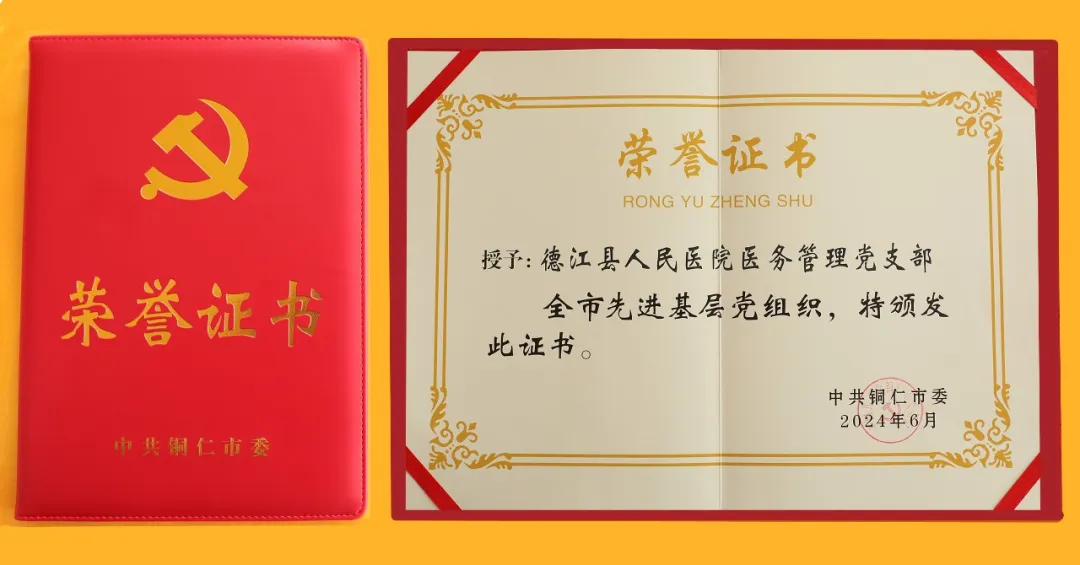 荣誉证书
中共铜仁市委
荣誉证书
RONG YU ZHENG SHU
授予：德江县人民医院医务管理党支部
全市先进基层党组织，特颁发
此证书。
中共铜仁市委
2024年6月